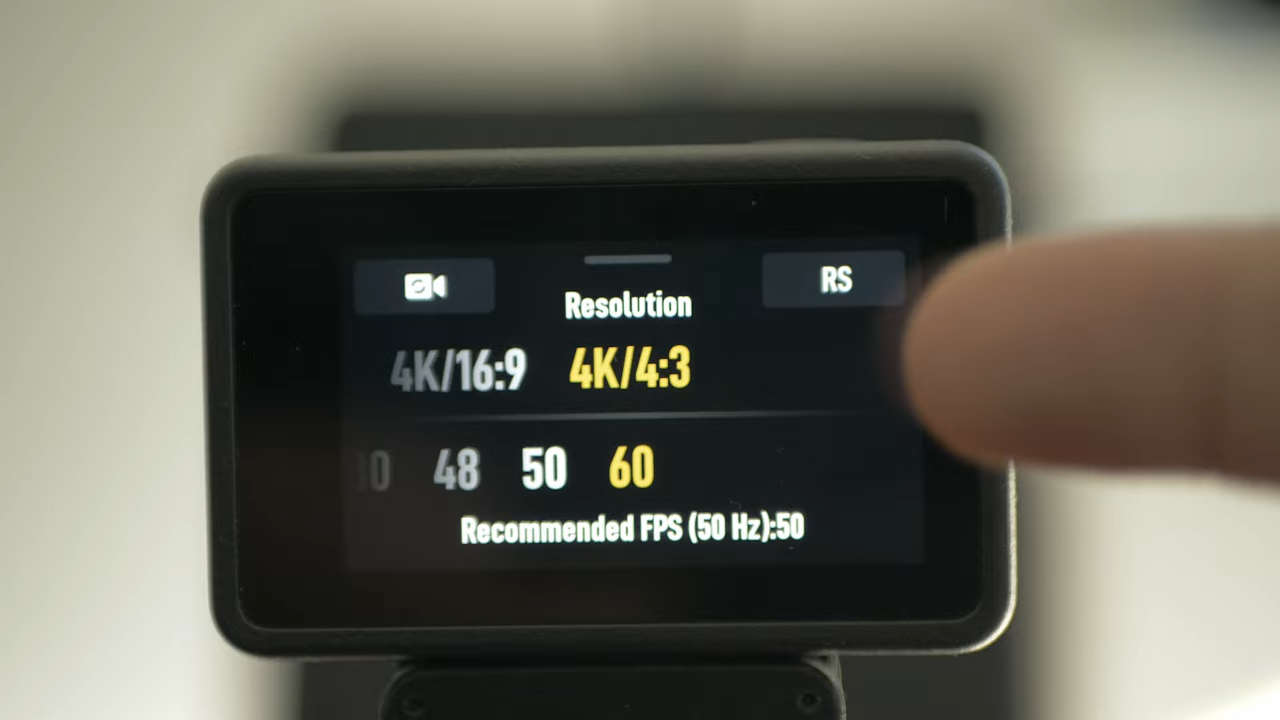 RS
Resolution
4K/16:9 4K/4:3
48 50 60
Recommended FPS (50 Hz):50